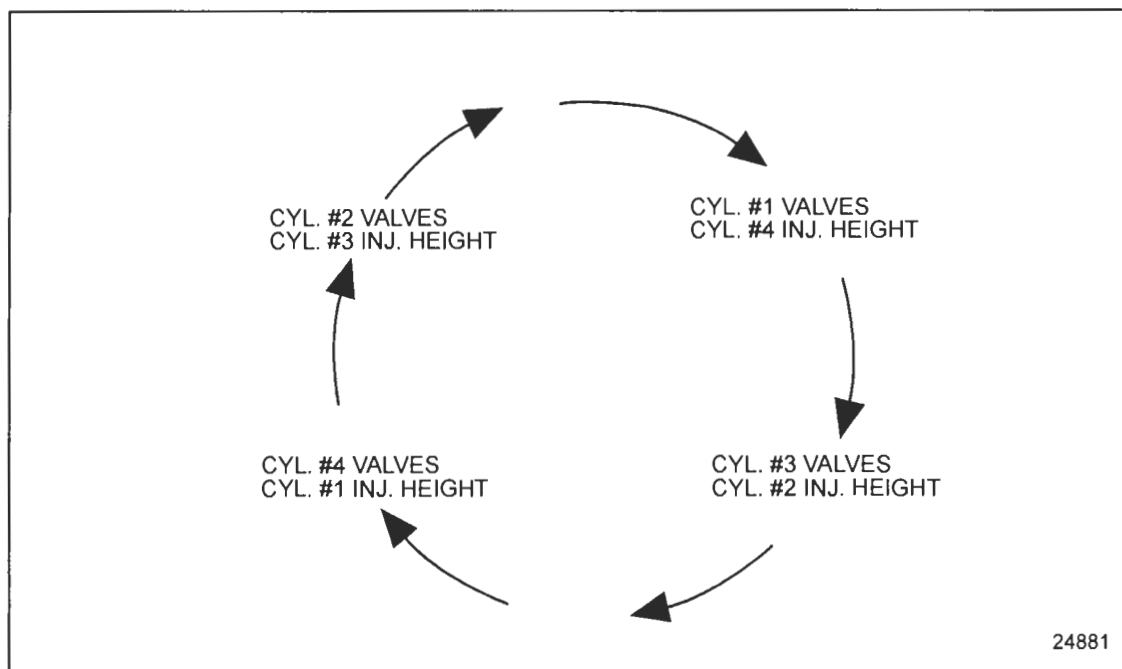 CYL. #2 VALVES
CYL. #3 INJ. HEIGHT
CYL. #1 VALVES
CYL. #4 INJ. HEIGHT
CYL. #4 VALVES
CYL. #1 INJ. HEIGHT
CYL. #3 VALVES
CYL. #2 INJ. HEIGHT
24881